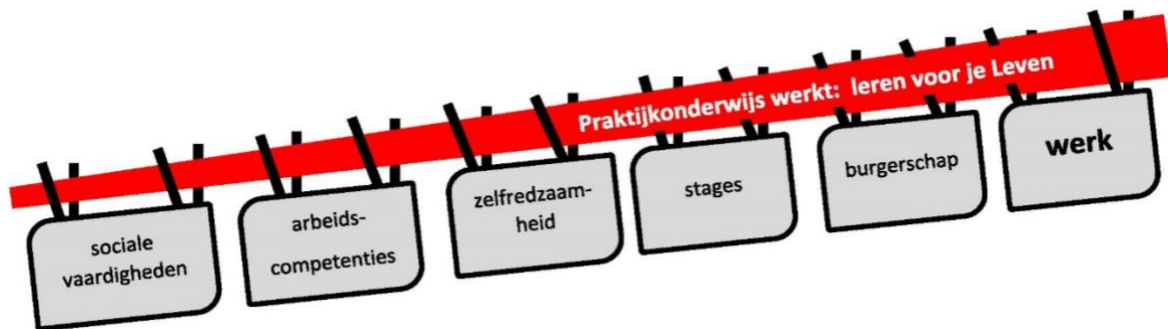 Praktijkonderwijs werkt:  leren voor je Leven
sociale
vaardigheden
arbeids-
competenties
zelfredzaam-
heid
stages
burgerschap
werk